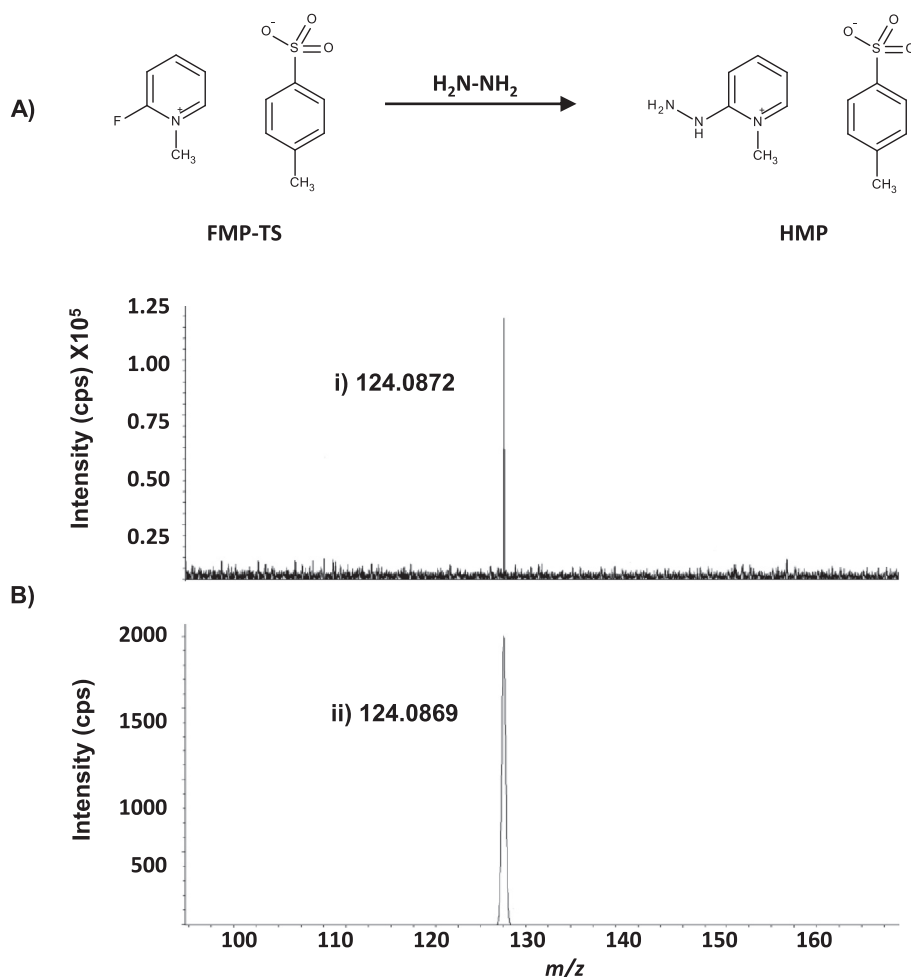 A)
F
N+
CH3
O-
S
O
O
CH3
H2N-NH2
H2N
N
H
N+
CH3
O-
S
O
O
CH3
FMP-TS
HMP
B)
Intensity (cps) X10^5
1.25
1.00
0.75
0.50
0.25
i) 124.0872
Intensity (cps)
2000
1500
1000
500
ii) 124.0869
100 110 120 130 140 150 160
m/z